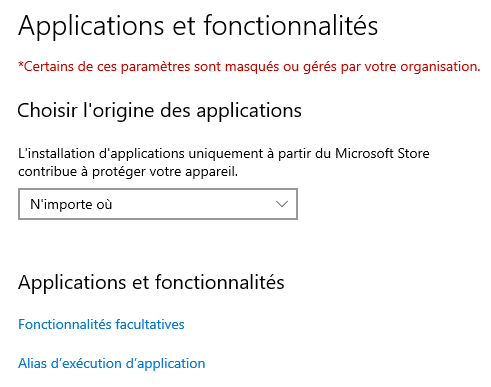 Applications et fonctionnalités
*Certains de ces paramètres sont masqués ou gérés par votre organisation.
Choisir l'origine des applications
L'installation d'applications uniquement à partir du Microsoft Store
contribue à protéger votre appareil.
N'importe où
Applications et fonctionnalités
Fonctionnalités facultatives
Alias d’exécution d’application